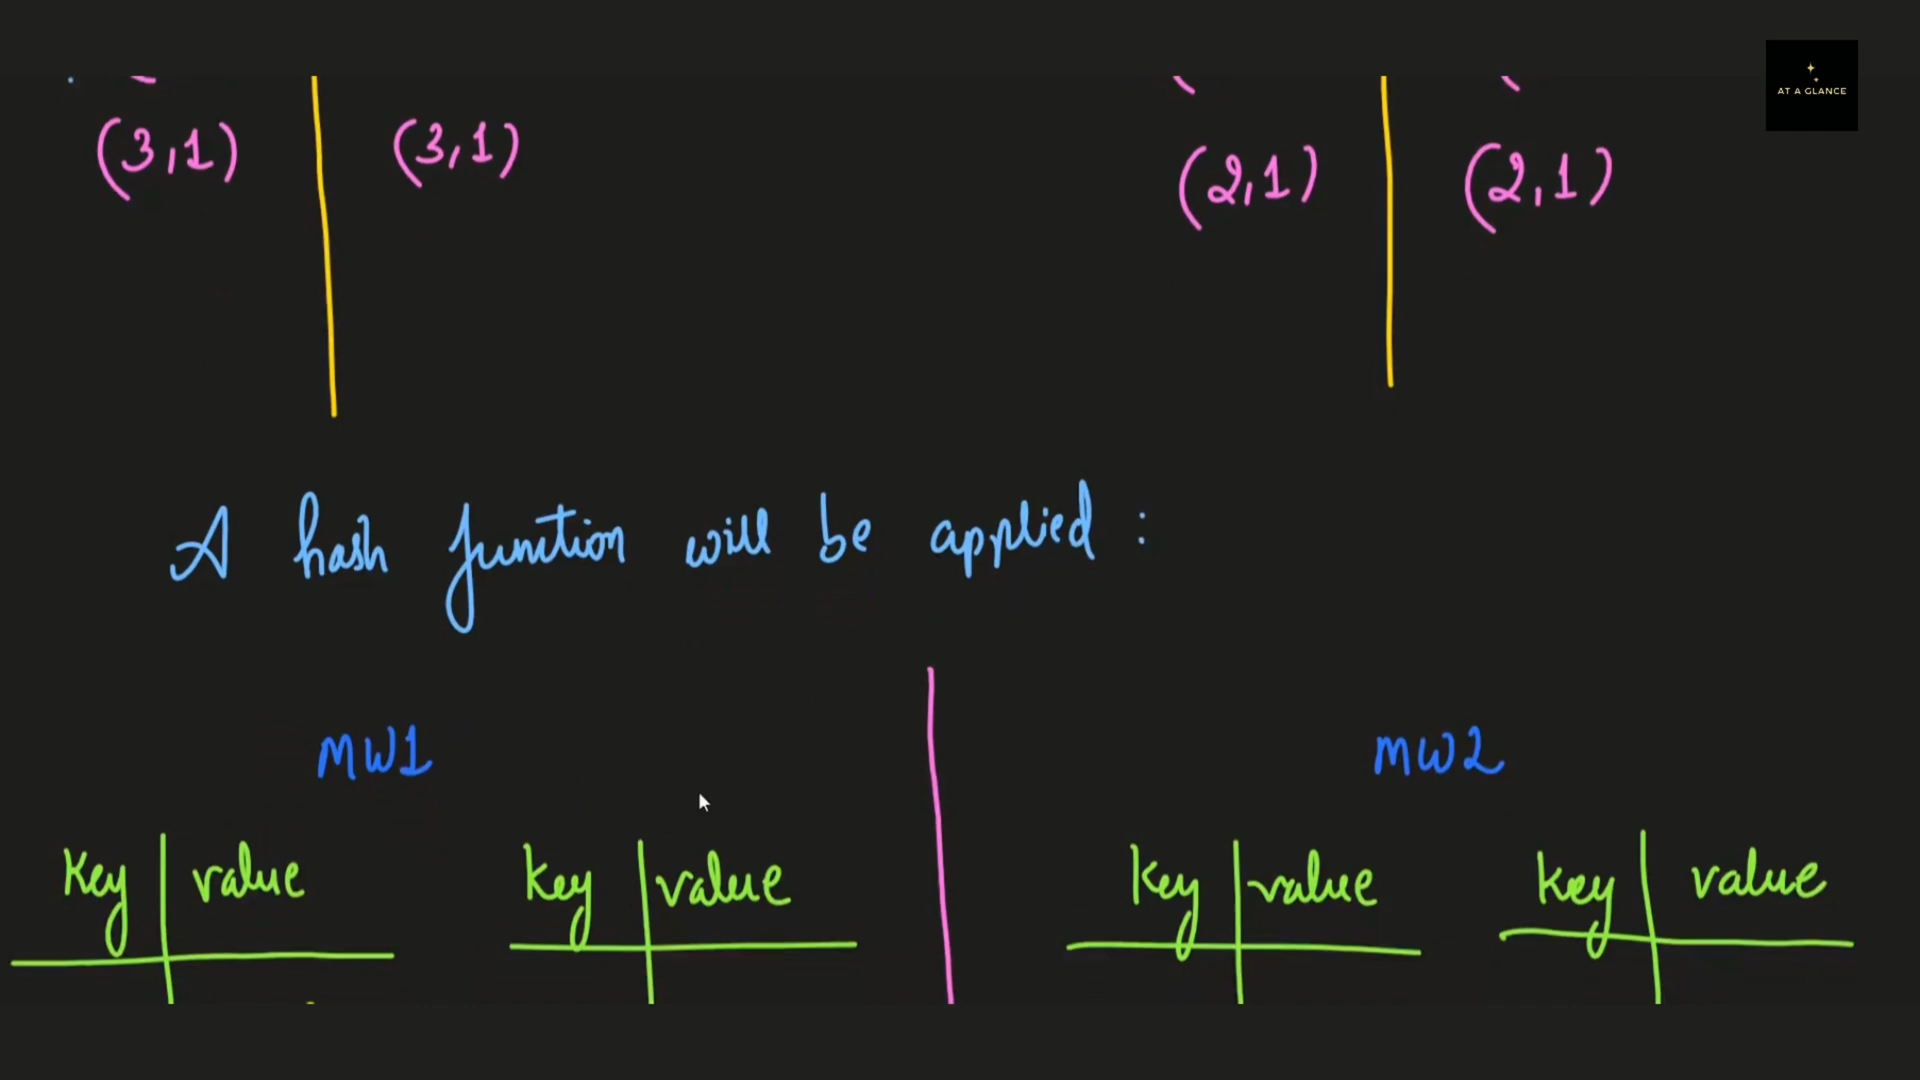 AT A GLANCE
(3,1) (3,1) (2,1) (2,1)
A hash function will be applied :
MW1 MW2
Key value Key value Key value Key value